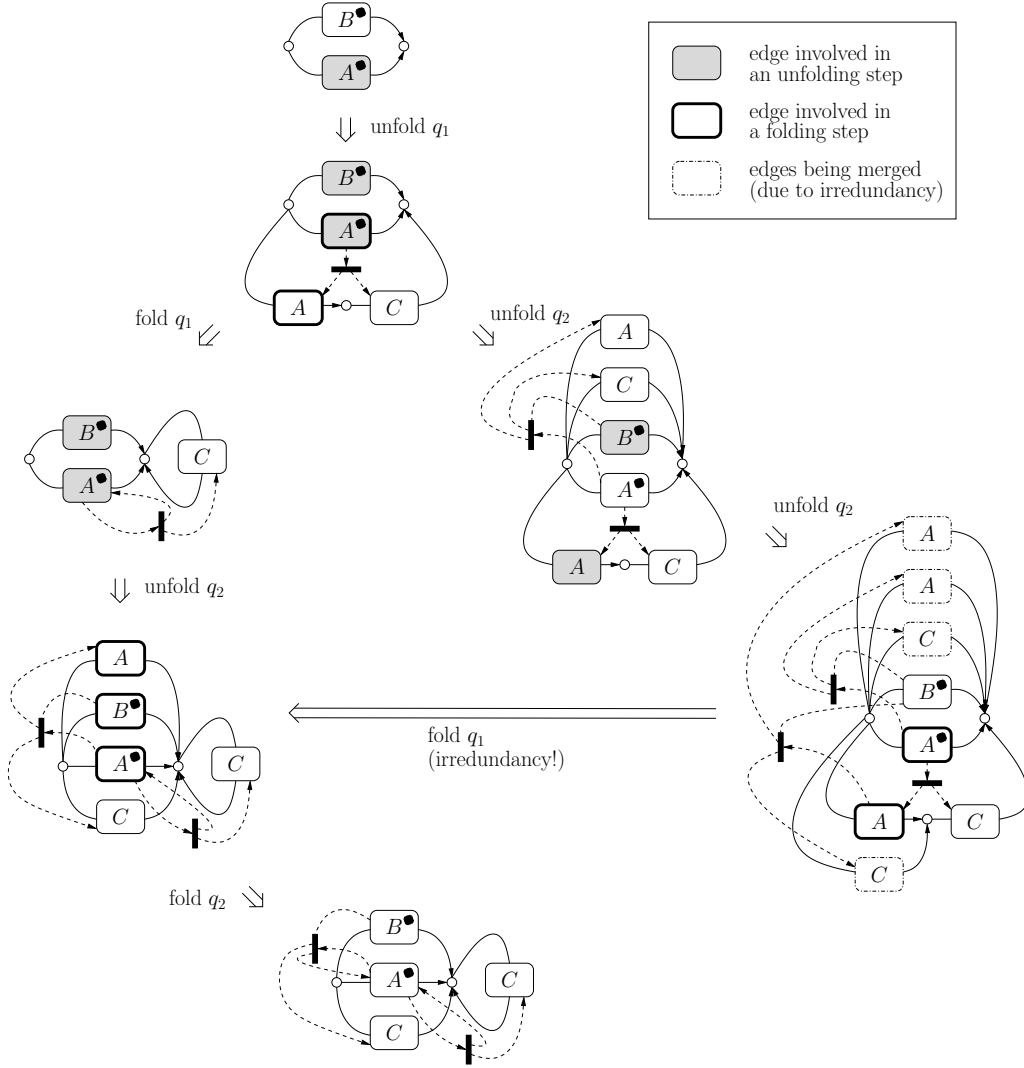 B
A
edge involved in
an unfolding step
edge involved in
a folding step
edges being merged
(due to irredundancy)
unfold q₁
B
A
A
C
fold q₁
unfold q₂
A
C
B
A
A
C
B
A
C
unfold q₂
unfold q₂
A
A
C
B
A
A
C
C
A
B
A
C
C
fold q₁
(irredundancy!)
fold q₂
B
A
C
C